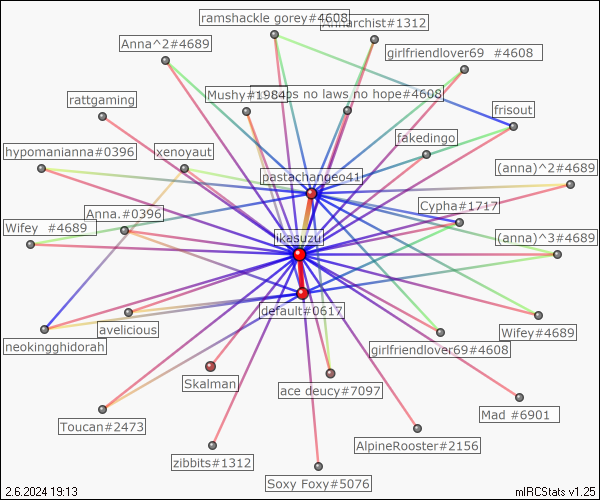 ramshackle gorey#4608
Annarchist#1312
Anna^2#4689
girlfriendlover69 #4608
rattgaming
Mushy#1984
no laws no hope#4608
frisout
fakedingo
hypomanianna#0396
xenoyaut
pastachangeo41
(anna)^2#4689
Anna.#0396
Cypha#1717
Wifey #4689
ikasuzu
(anna)^3#4689
default#0617
avelicious
neokingghidorah
Wifey#4689
girlfriendlover69#4608
Skalman
ace deucy#7097
Mad #6901
Toucan#2473
AlpineRooster#2156
zibbits#1312
Soxy Foxy#5076
2.6.2024 19:13
mIRCStats v1.25